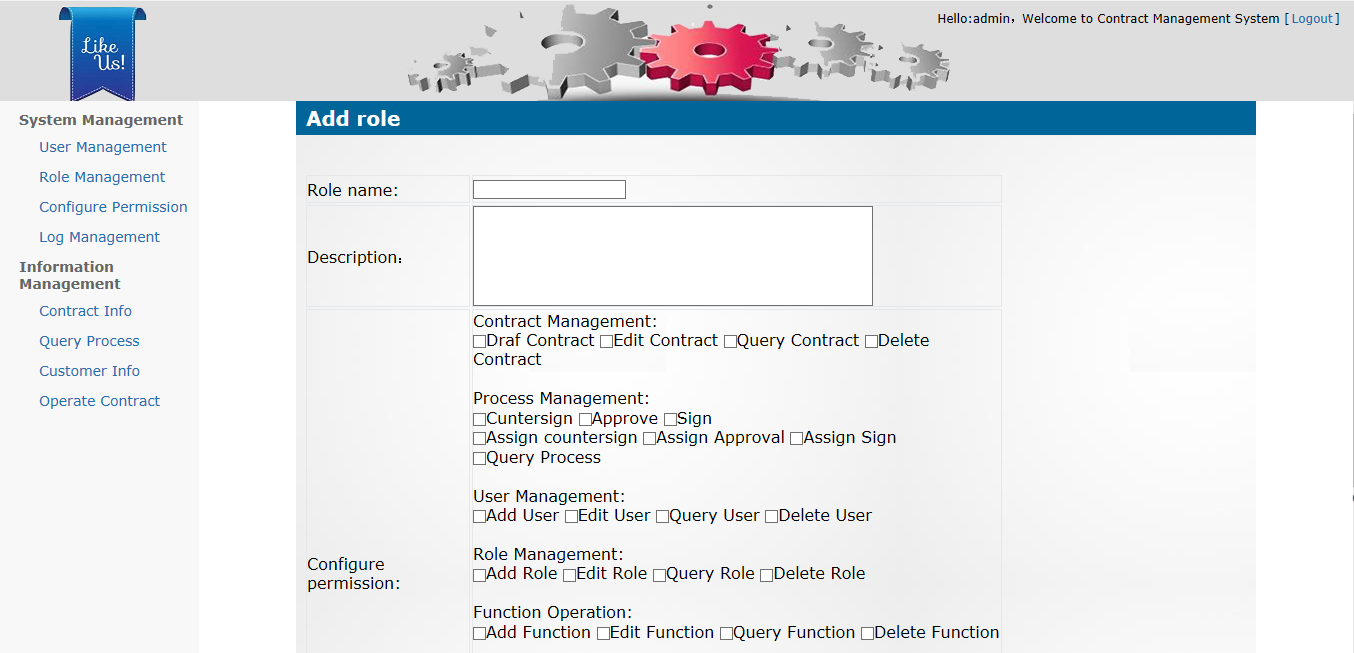 Like
Us!
Hello:admin，Welcome to Contract Management System [Logout]
System Management
User Management
Role Management
Configure Permission
Log Management
Information
Management
Contract Info
Query Process
Customer Info
Operate Contract
Add role
Role name:
Description：
Configure
permission:
Contract Management:
Draf Contract Edit Contract Query Contract Delete
Contract
Process Management:
Cuntersign Approve Sign
Assign countersign Assign Approval Assign Sign
Query Process
User Management:
Add User Edit User Query User Delete User
Role Management:
Add Role Edit Role Query Role Delete Role
Function Operation:
Add Function Edit Function Query Function Delete Function